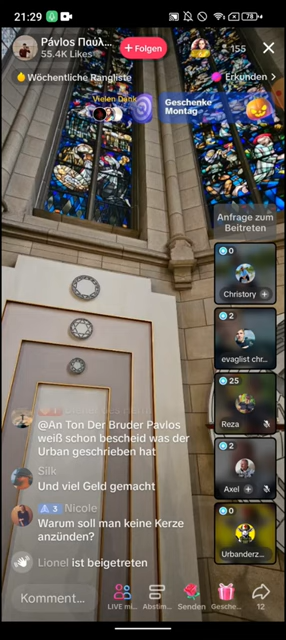 21:29
78
Pávlos Παύλ...
55.4K Likes
+ Folgen
155
Wöchentliche Rangliste
Erkunden >
Vielen Dank
Geschenke
Montag
Anfrage zum
Beitreten
0
Christory
2
evaglist chr...
25
Reza
2
Axel
0
Urbanderz...
@An Ton Der Bruder Pavlos
weiß schon bescheid was der
Urban geschrieben hat
Silk
Und viel Geld gemacht
3 Nicole
Warum soll man keine Kerze
anzünden?
Lionel ist beigetreten
Komment...
LIVE mi...
Abstim...
Senden
Gesche...
12